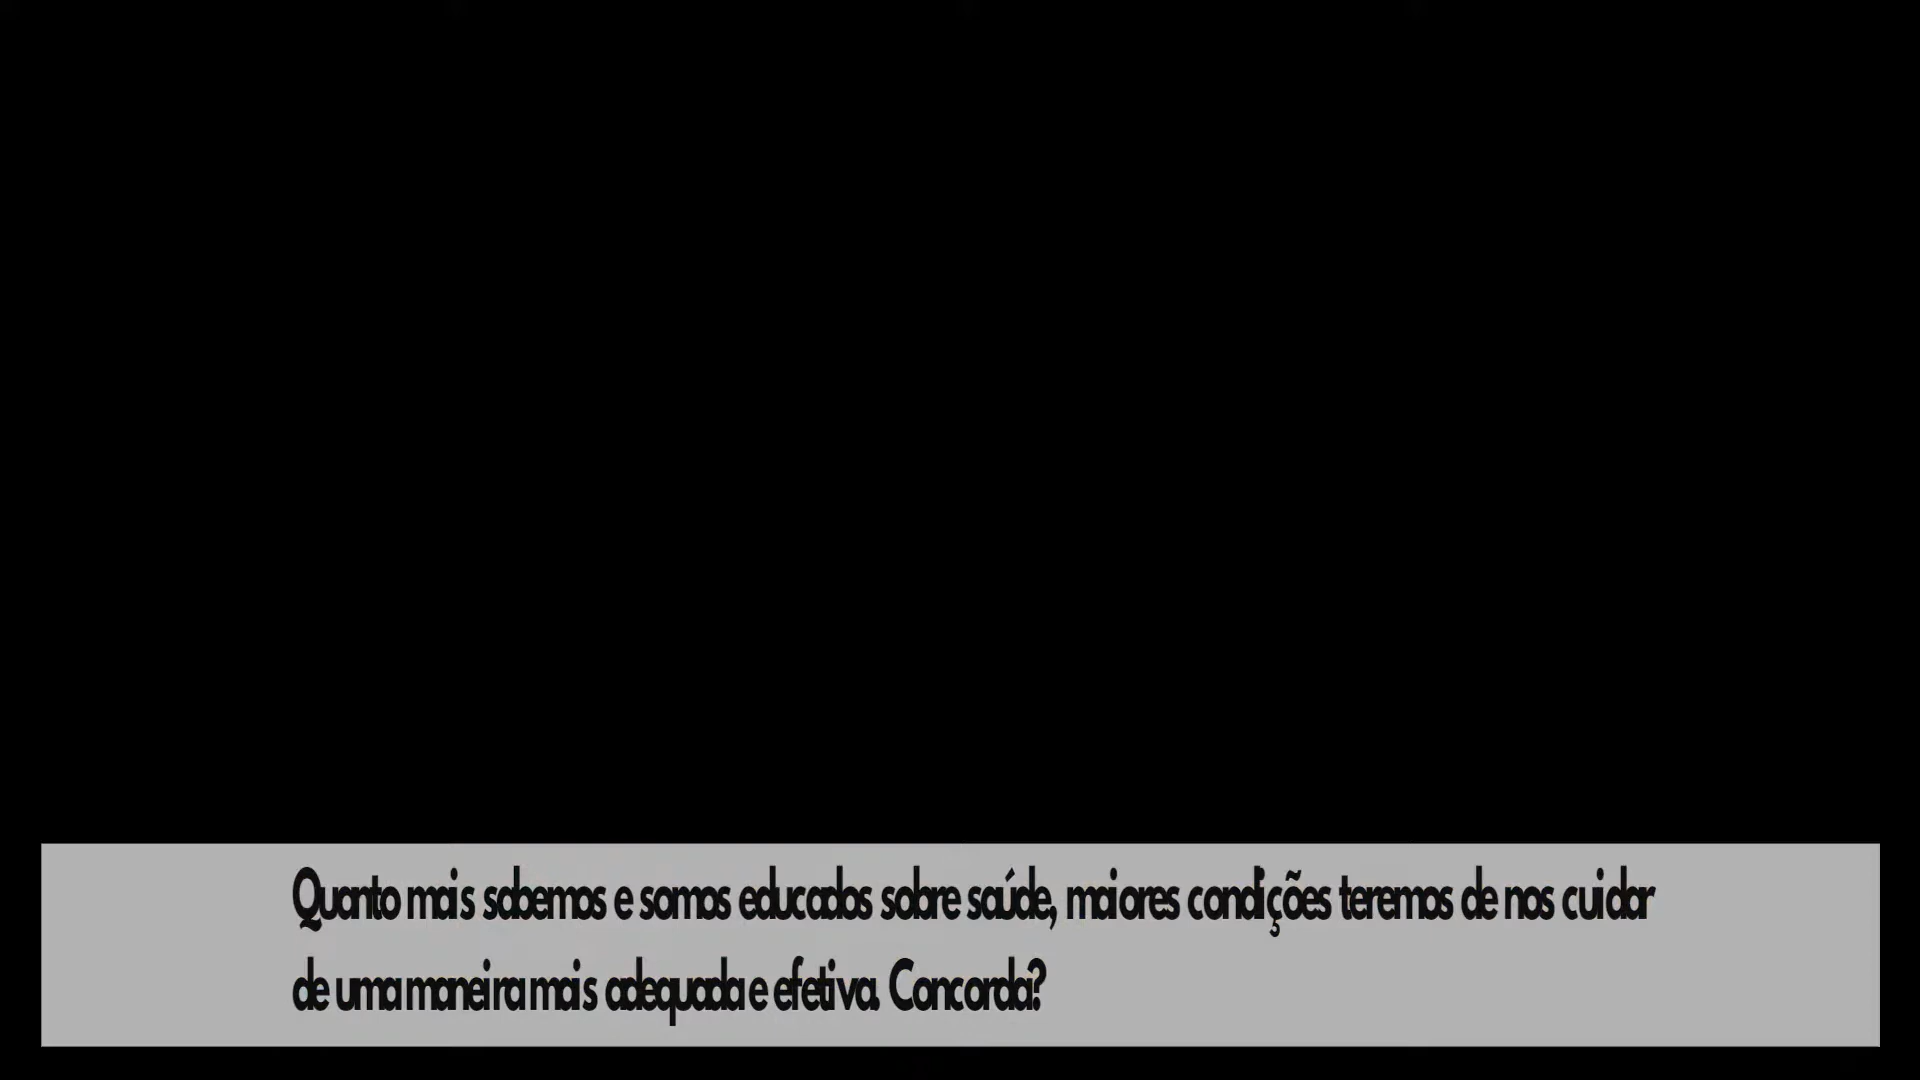 Quanto mais sabemos e somos educados sobre saúde, maiores condições teremos de nos cuidar
de uma maneira mais adequada e efetiva. Concorda?